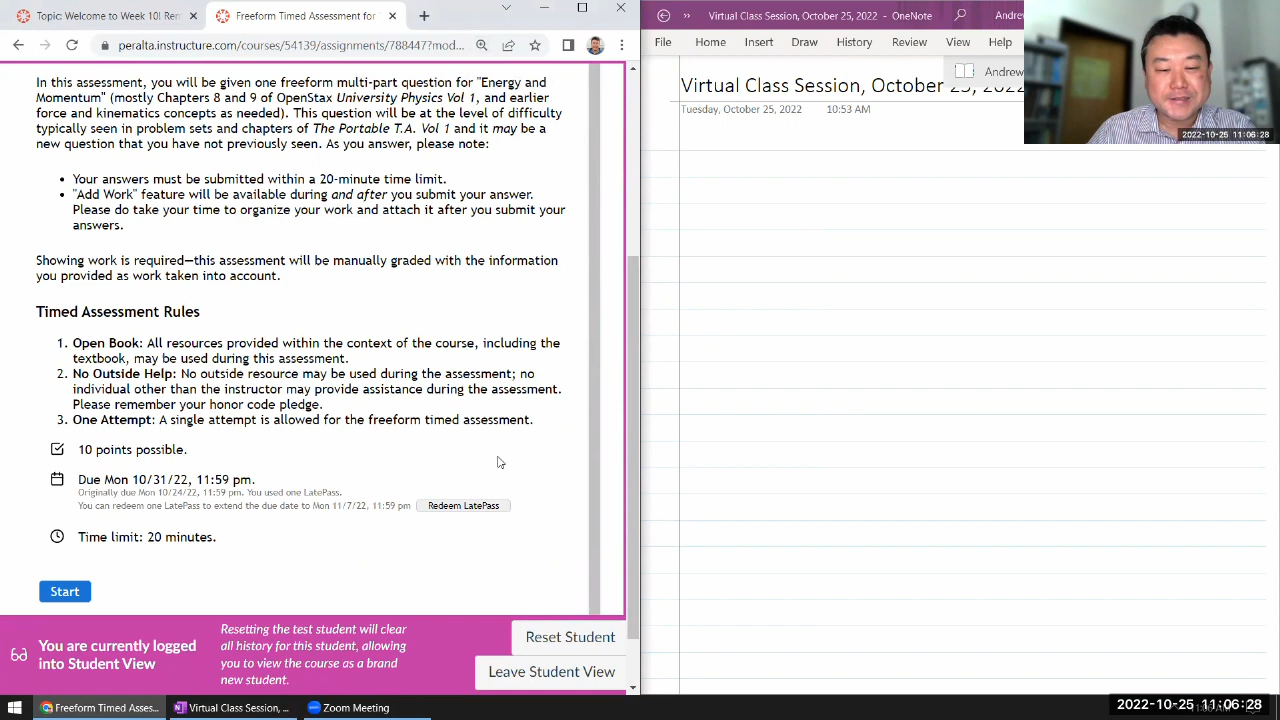 Topic: Welcome to Week 10! Rem
Freeform Timed Assessment for
peralta.instructure.com/courses/54139/assignments/788447?mod...
In this assessment, you will be given one freeform multi-part question for "Energy and
Momentum" (mostly Chapters 8 and 9 of OpenStax University Physics Vol 1, and earlier
force and kinematics concepts as needed). This question will be at the level of difficulty
typically seen in problem sets and chapters of The Portable T.A. Vol 1 and it may be a
new question that you have not previously seen. As you answer, please note:
• Your answers must be submitted within a 20-minute time limit.
• "Add Work" feature will be available during and after you submit your answer.
Please do take your time to organize your work and attach it after you submit your
answers.
Showing work is required—this assessment will be manually graded with the information
you provided as work taken into account.
Timed Assessment Rules
1. Open Book: All resources provided within the context of the course, including the
textbook, may be used during this assessment.
2. No Outside Help: No outside resource may be used during the assessment; no
individual other than the instructor may provide assistance during the assessment.
Please remember your honor code pledge.
3. One Attempt: A single attempt is allowed for the freeform timed assessment.
10 points possible.
Due Mon 10/31/22, 11:59 pm.
Originally due Mon 10/24/22, 11:59 pm. You used one LatePass.
You can redeem one LatePass to extend the due date to Mon 11/7/22, 11:59 pm
Redeem LatePass
Time limit: 20 minutes.
Start
You are currently logged
into Student View
Resetting the test student will clear
all history for this student, allowing
you to view the course as a brand
new student.
Reset Student
Leave Student View
Virtual Class Session, October 25, 2022 - OneNote
Andrew
File
Home
Insert
Draw
History
Review
View
Help
Andrew
Virtual Class Session, October 25, 2022
Tuesday, October 25, 2022
10:53 AM
2022-10-25 11:06:28
Freeform Timed Asses...
Virtual Class Session, ...
Zoom Meeting
2022-10-25 11:06:28